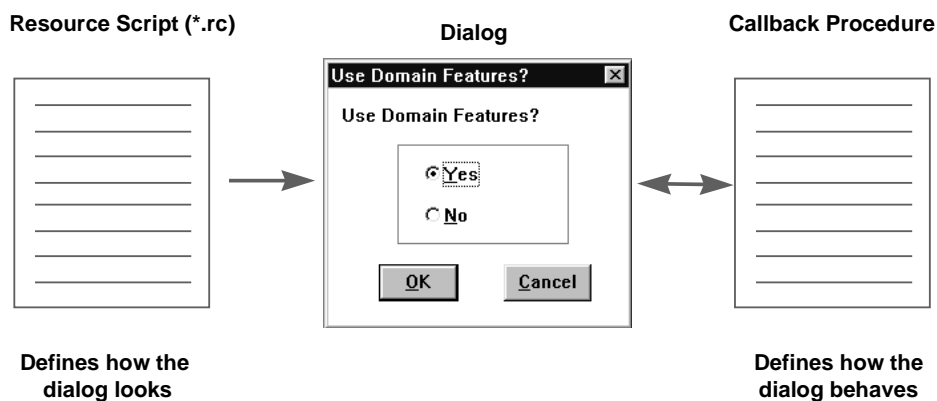 Resource Script (*.rc)
Dialog
Callback Procedure
Use Domain Features?
Use Domain Features?
Yes
No
OK
Cancel
Defines how the
dialog looks
Defines how the
dialog behaves